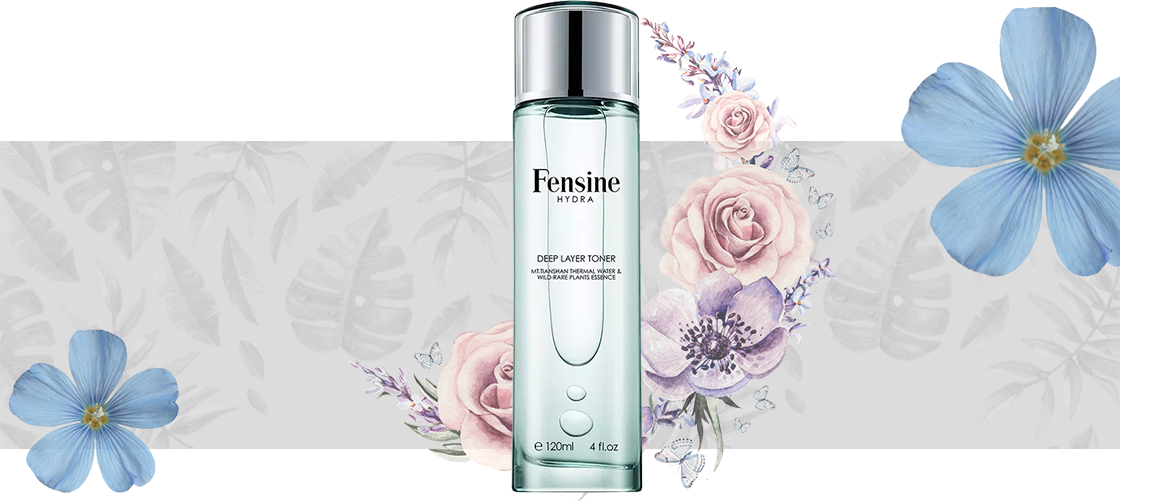 Fensine
HYDRA
DEEP LAYER TONER
MT.TIANSHAN THERMAL WATER &
WILD-RARE PLANTS ESSENCE
℮ 120ml 4 fl.oz